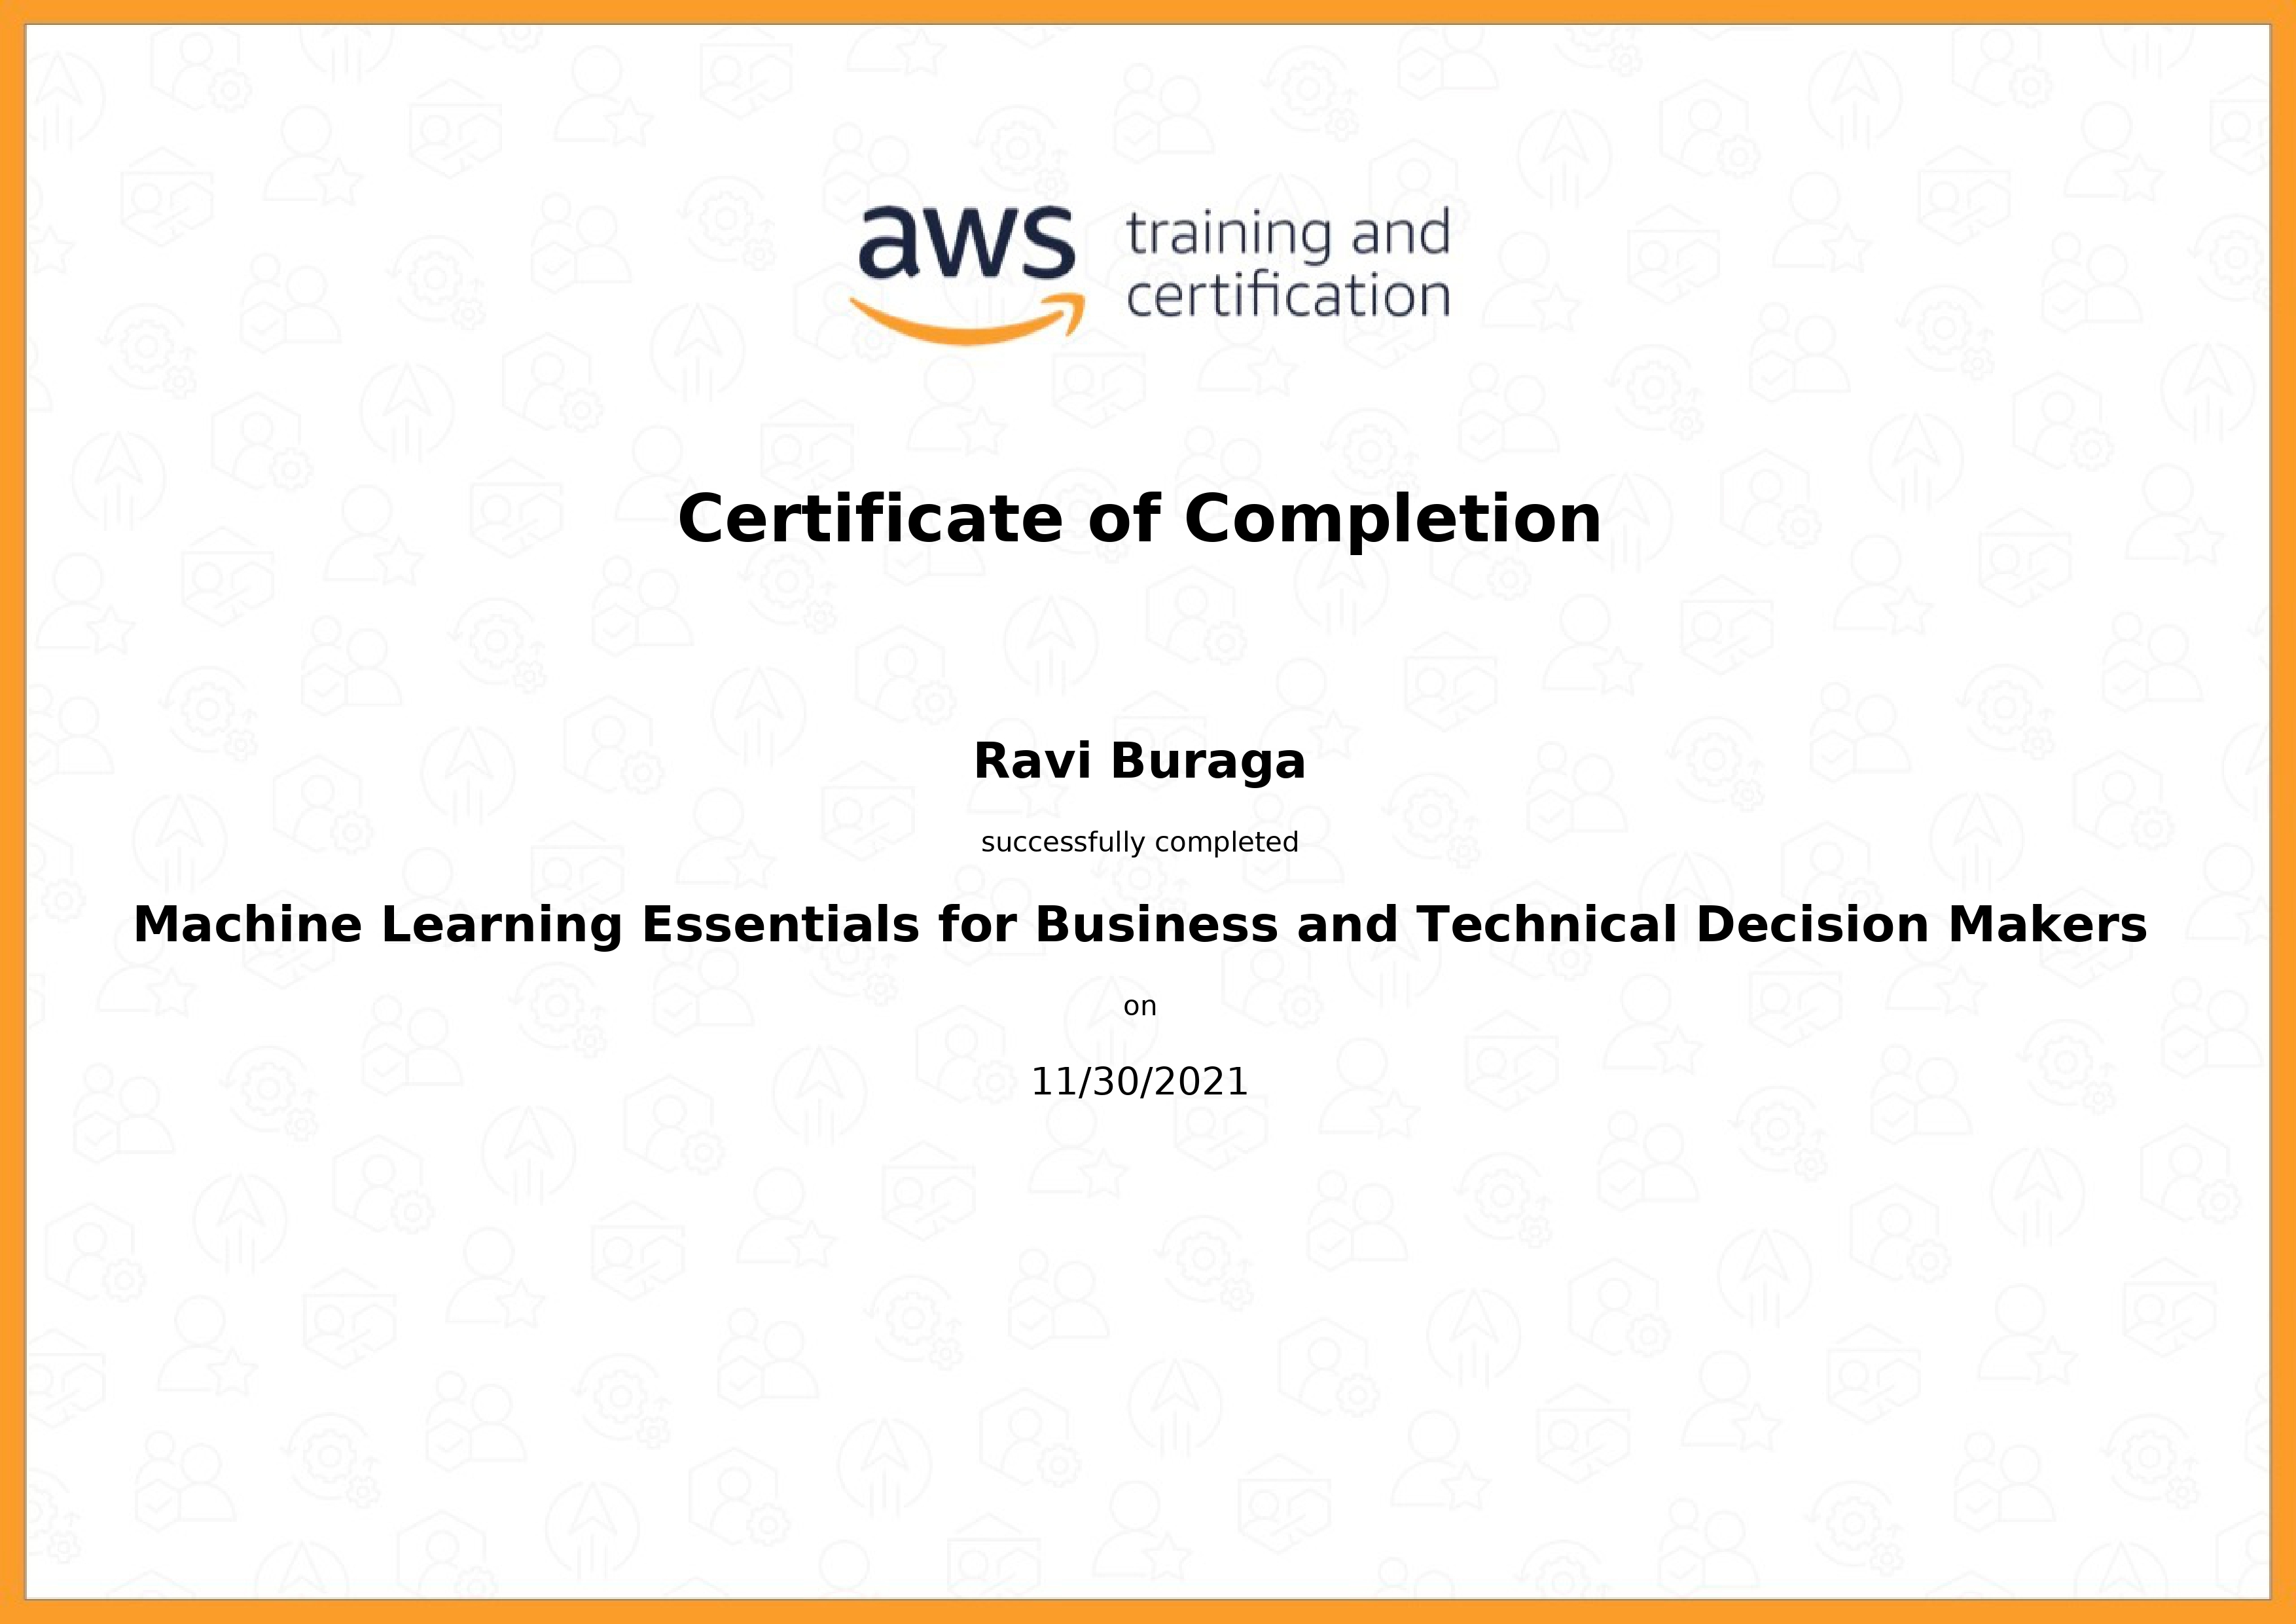 aws training and
certification
Certificate of Completion
Ravi Buraga
successfully completed
Machine Learning Essentials for Business and Technical Decision Makers
on
11/30/2021